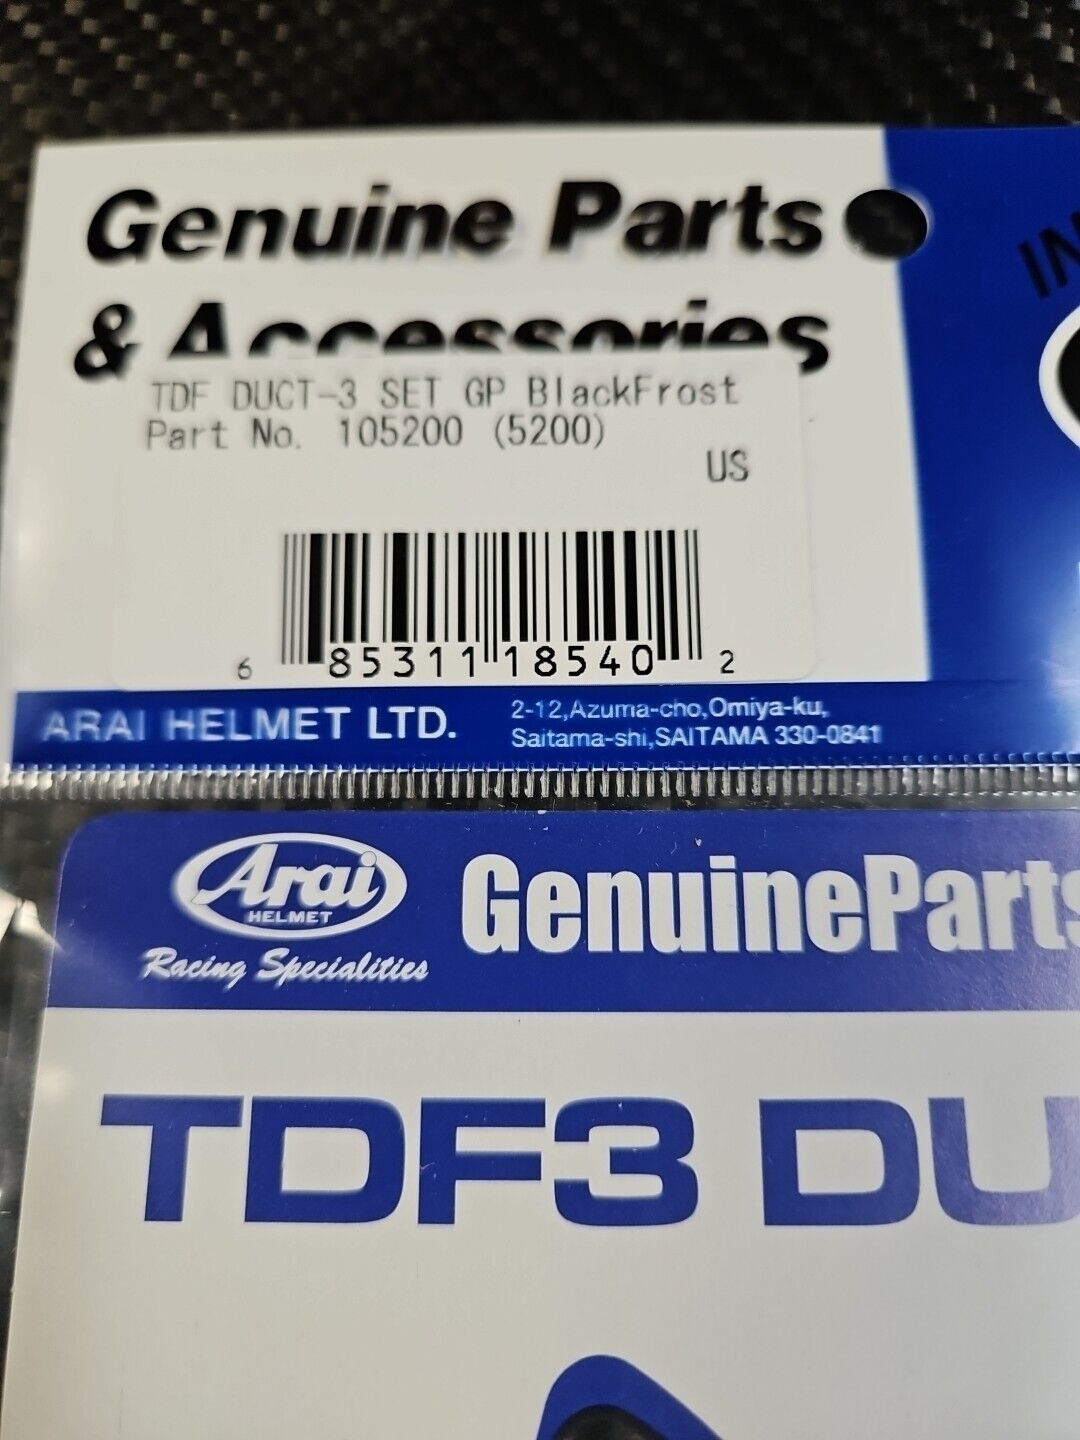 Genuine Parts
& Accessories
IN
TDF DUCT-3 SET GP BlackFrost
Part No. 105200 (5200)
US
6 85311 18540 2
ARAI HELMET LTD.
2-12,Azuma-cho,Omiya-ku,
Saitama-shi,SAITAMA 330-0841
Arai
HELMET
Racing Specialities
GenuineParts
TDF3 DU